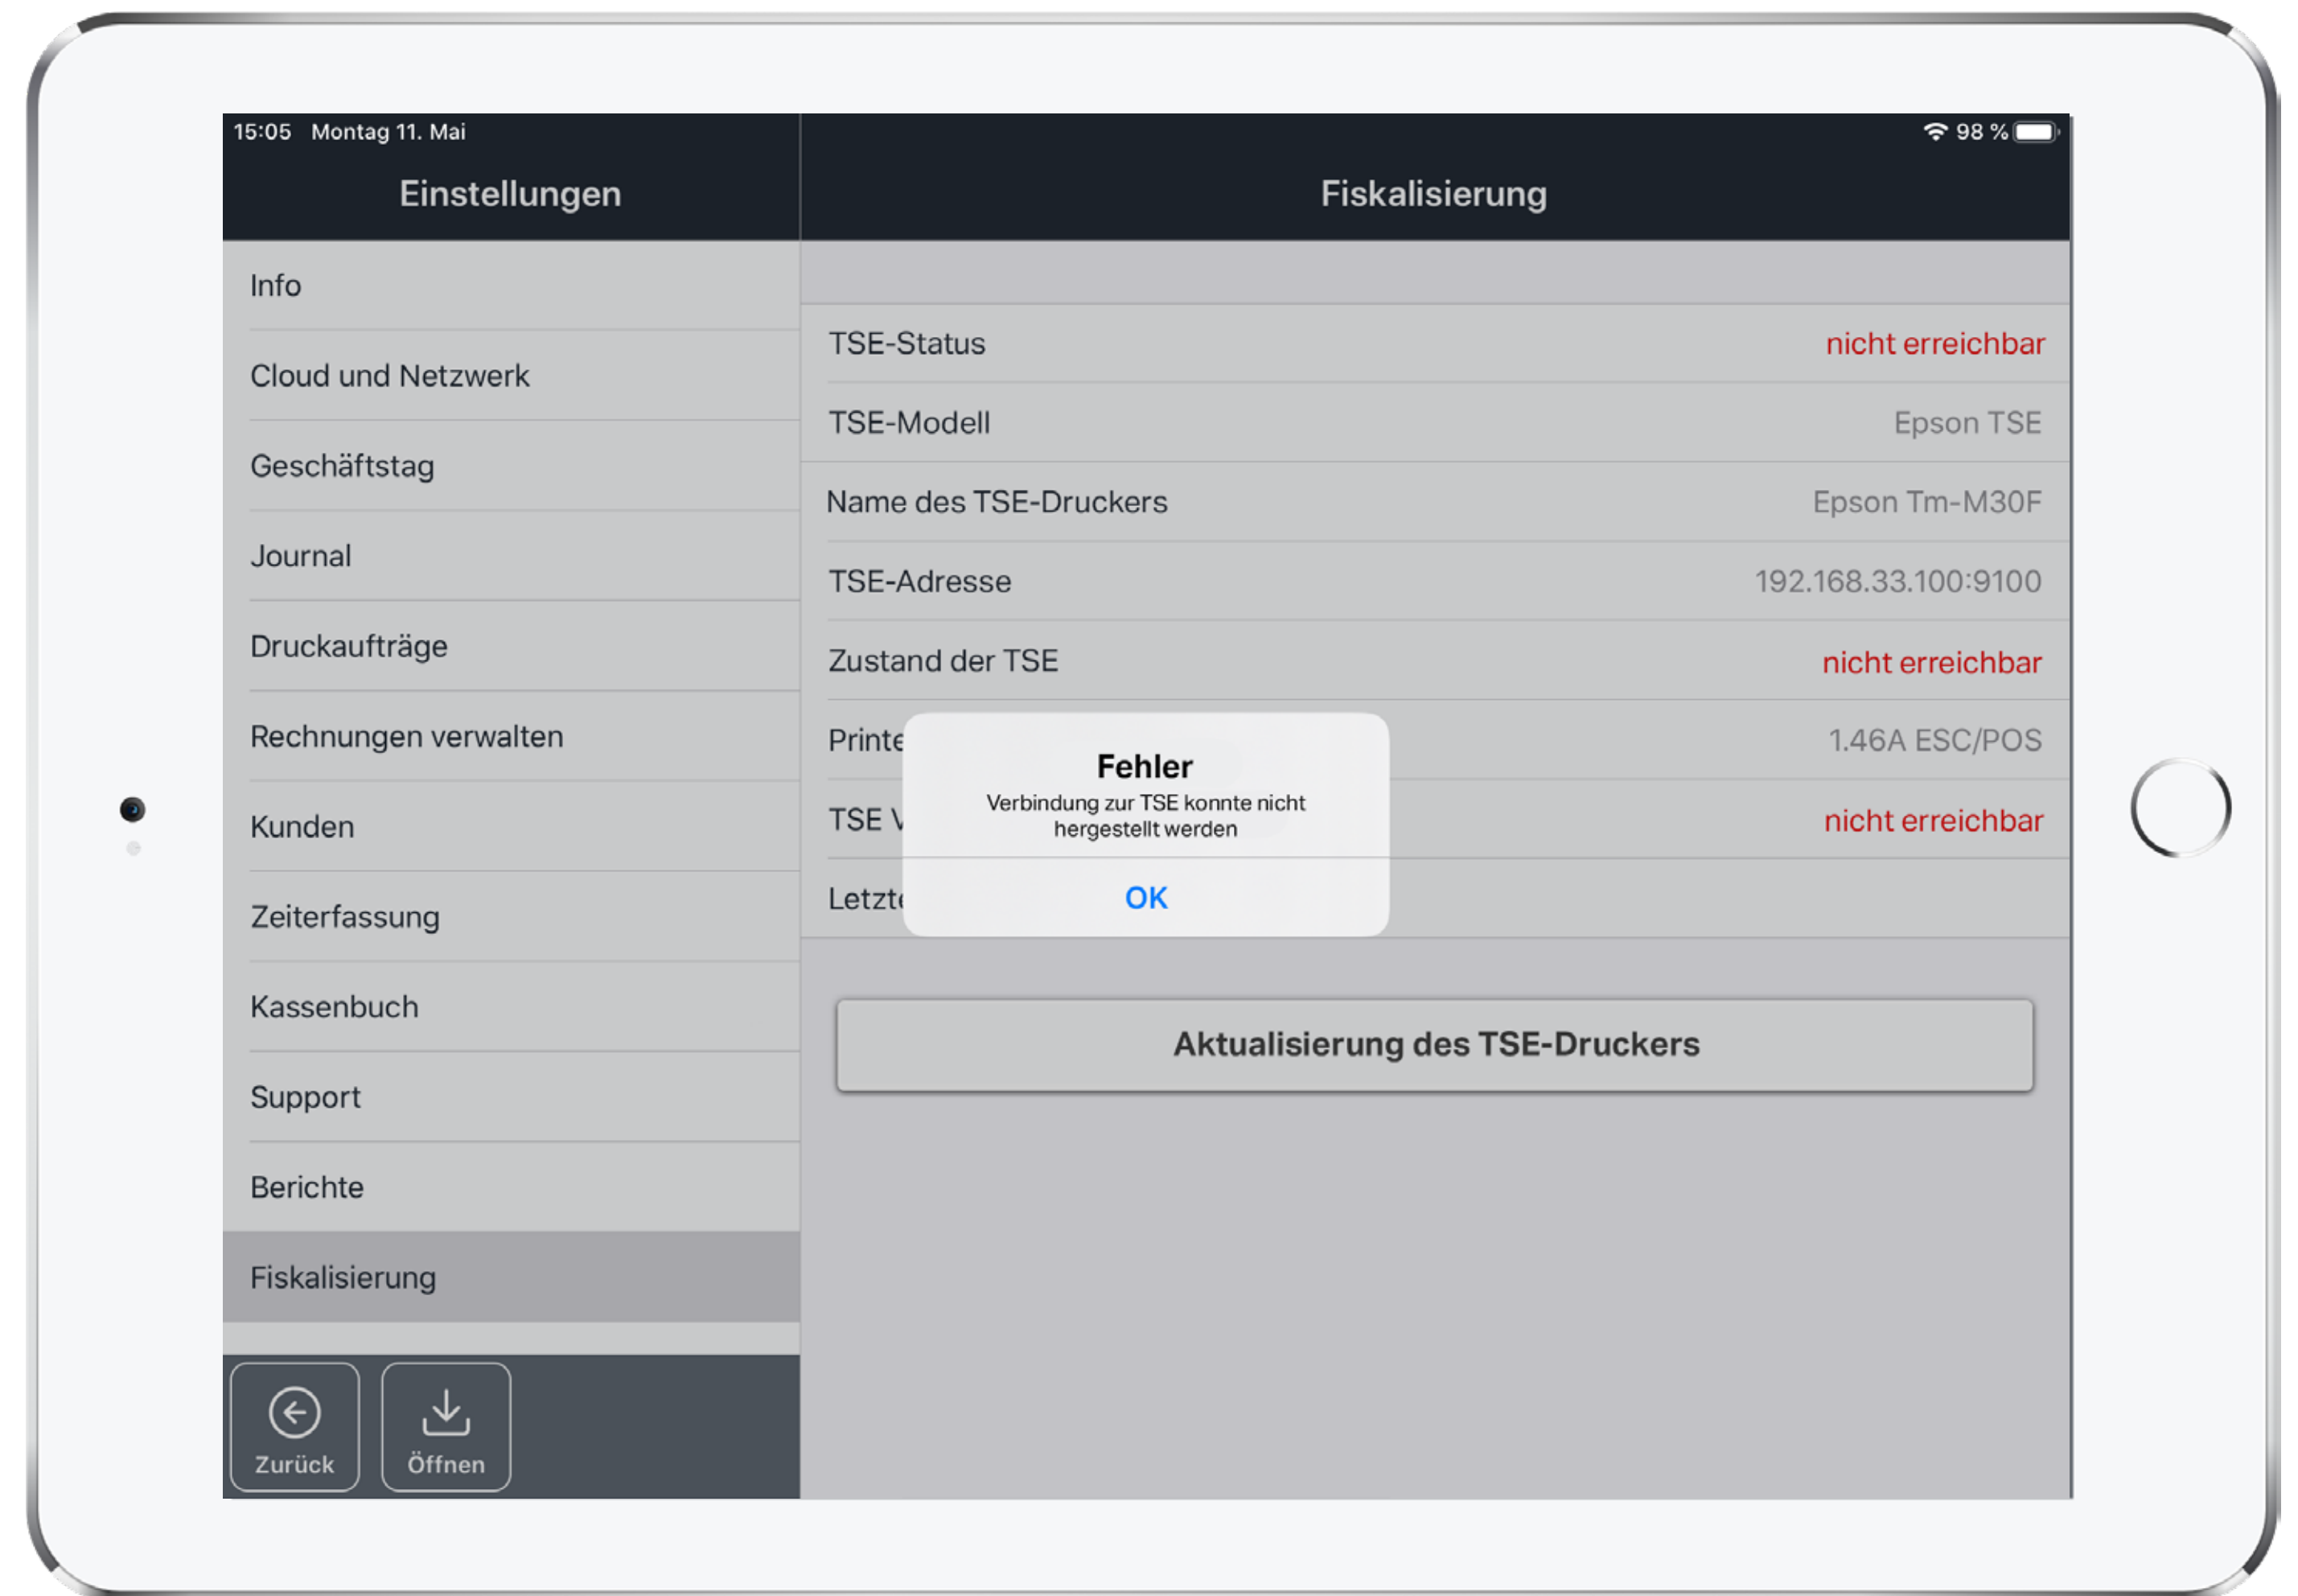 15:05 Montag 11. Mai
98 %
Einstellungen
Fiskalisierung
Info
Cloud und Netzwerk
Geschäftstag
Journal
Druckaufträge
Rechnungen verwalten
Kunden
Zeiterfassung
Kassenbuch
Support
Berichte
Fiskalisierung
Zurück
Öffnen
TSE-Status nicht erreichbar
TSE-Modell Epson TSE
Name des TSE-Druckers Epson Tm-M30F
TSE-Adresse 192.168.33.100:9100
Zustand der TSE nicht erreichbar
1.46A ESC/POS
TSE nicht erreichbar
Fehler
Verbindung zur TSE konnte nicht
hergestellt werden
OK
Aktualisierung des TSE-Druckers